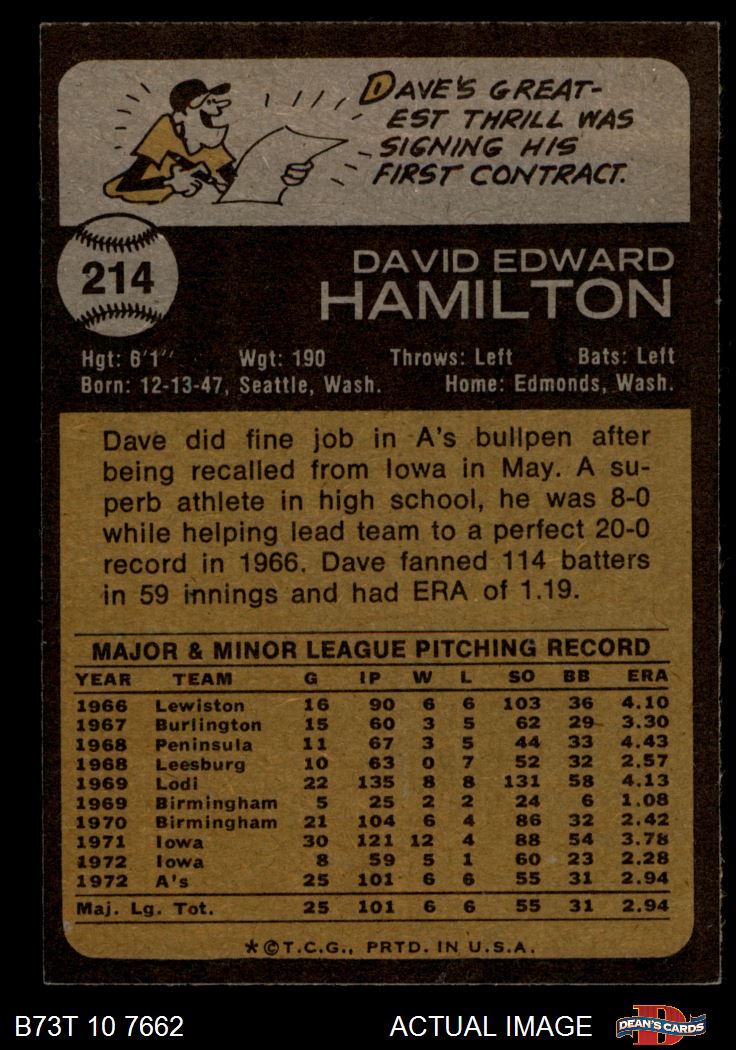 DAVE'S GREAT-
EST THRILL WAS
SIGNING HIS
FIRST CONTRACT.
214
DAVID EDWARD
HAMILTON
Hgt: 6'1" Wgt: 190 Throws: Left Bats: Left
Born: 12-13-47, Seattle, Wash. Home: Edmonds, Wash.
Dave did fine job in A's bullpen after
being recalled from Iowa in May. A su-
perb athlete in high school, he was 8-0
while helping lead team to a perfect 20-0
record in 1966. Dave fanned 114 batters
in 59 innings and had ERA of 1.19.
MAJOR & MINOR LEAGUE PITCHING RECORD
YEAR TEAM G IP W L SO BB ERA
1966 Lewiston 16 90 6 6 103 36 4.10
1967 Burlington 15 60 3 5 62 29 3.30
1968 Peninsula 11 67 3 5 44 33 4.43
1968 Leesburg 10 63 0 7 52 32 2.57
1969 Lodi 22 135 8 8 131 58 4.13
1969 Birmingham 5 25 2 2 24 6 1.08
1970 Birmingham 21 104 6 4 86 32 2.42
1971 Iowa 30 121 12 4 88 54 3.78
1972 Iowa 8 59 5 1 60 23 2.28
1972 A's 25 101 6 6 55 31 2.94
Maj. Lg. Tot. 25 101 6 6 55 31 2.94
*©T.C.G., PRTD. IN U.S.A.
B73T 10 7662 ACTUAL IMAGE DEAN'S CARDS